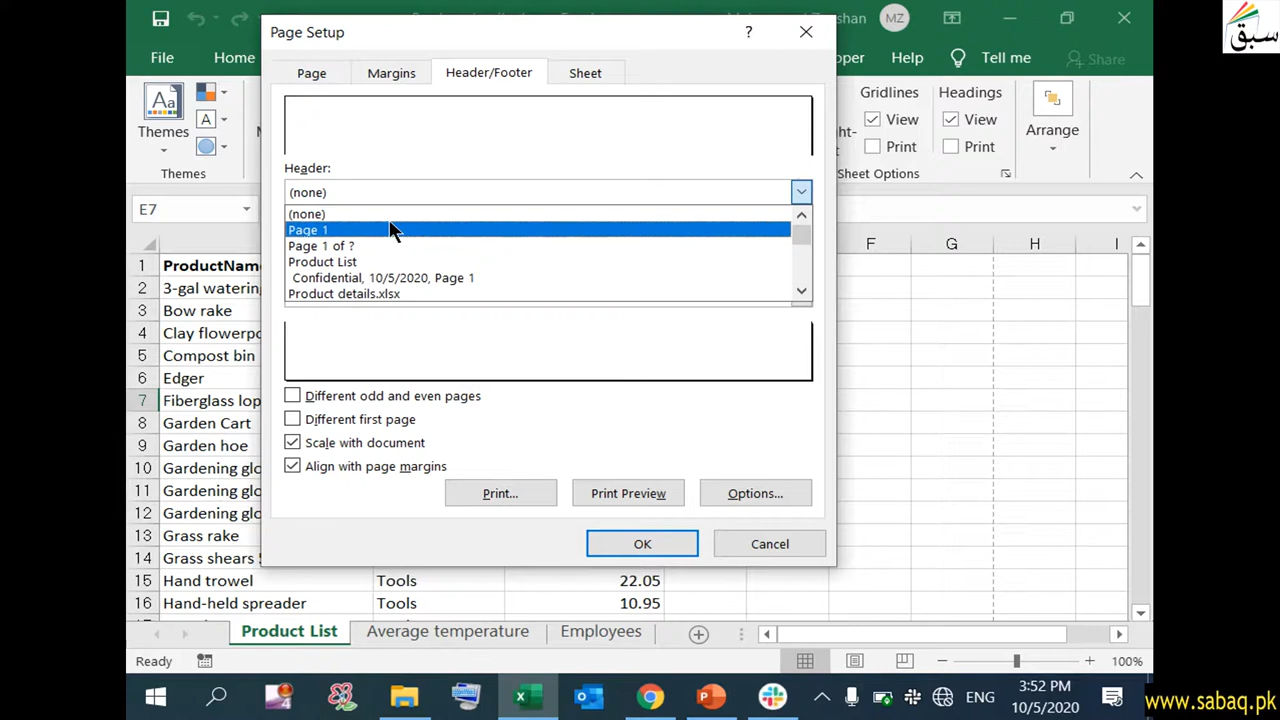 Page Setup
?
shan
MZ
سبق
Page
Margins
Header/Footer
Sheet
File
Home
oper
Help
Tell me
Share
Aa
A
Themes
Themes
Gridlines
Headings
View
View
Print
Print
Arrange
Sheet Options
Header:
(none)
(none)
Page 1
Page 1 of ?
Product List
Confidential, 10/5/2020, Page 1
Product details.xlsx
Different odd and even pages
Different first page
Scale with document
Align with page margins
Print...
Print Preview
Options...
OK
Cancel
E7
F
G
H
I
1 ProductNam
2 3-gal watering
3 Bow rake
4 Clay flowerpo
5 Compost bin
6 Edger
7 Fiberglass lop
8 Garden Cart
9 Garden hoe
10 Gardening glo
11 Gardening glo
12 Gardening glo
13 Grass rake
14 Grass shears
15 Hand trowel Tools 22.05
16 Hand-held spreader Tools 10.95
Product List
Average temperature
Employees
Ready
100%
ENG
3:52 PM
10/5/2020
www.sabaq.pk